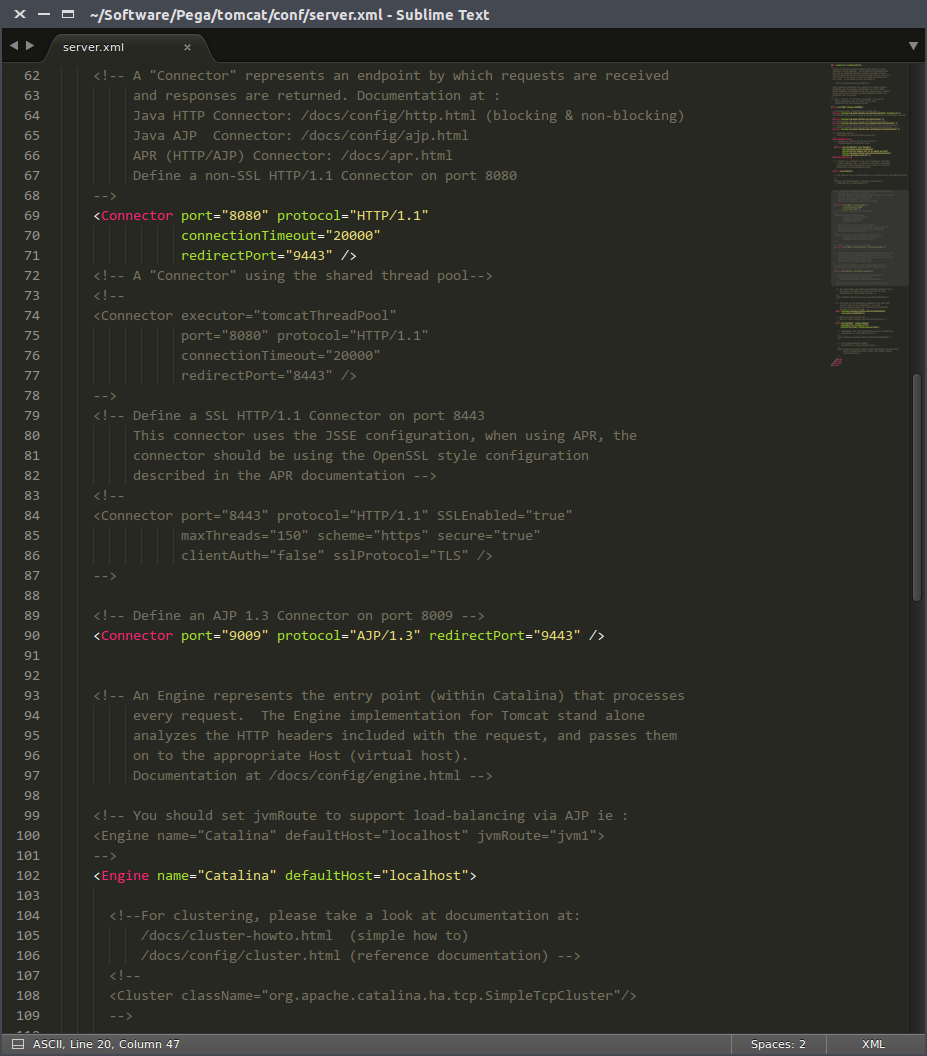 ~/Software/Pega/tomcat/conf/server.xml - Sublime Text
server.xml
62 <!-- A "Connector" represents an endpoint by which requests are received
63 and responses are returned. Documentation at :
64 Java HTTP Connector: /docs/config/http.html (blocking & non-blocking)
65 Java AJP  Connector: /docs/config/ajp.html
66 APR (HTTP/AJP) Connector: /docs/apr.html
67 Define a non-SSL HTTP/1.1 Connector on port 8080
68 -->
69 <Connector port="8080" protocol="HTTP/1.1"
70 connectionTimeout="20000"
71 redirectPort="9443" />
72 <!-- A "Connector" using the shared thread pool-->
73 <!--
74 <Connector executor="tomcatThreadPool"
75 port="8080" protocol="HTTP/1.1"
76 connectionTimeout="20000"
77 redirectPort="8443" />
78 -->
79 <!-- Define a SSL HTTP/1.1 Connector on port 8443
80 This connector uses the JSSE configuration, when using APR, the
81 connector should be using the OpenSSL style configuration
82 described in the APR documentation -->
83 <!--
84 <Connector port="8443" protocol="HTTP/1.1" SSLEnabled="true"
85 maxThreads="150" scheme="https" secure="true"
86 clientAuth="false" sslProtocol="TLS" />
87 -->
88
89 <!-- Define an AJP 1.3 Connector on port 8009 -->
90 <Connector port="9009" protocol="AJP/1.3" redirectPort="9443" />
91
92
93 <!-- An Engine represents the entry point (within Catalina) that processes
94 every request.  The Engine implementation for Tomcat stand alone
95 analyzes the HTTP headers included with the request, and passes them
96 on to the appropriate Host (virtual host).
97 Documentation at /docs/config/engine.html -->
98
99 <!-- You should set jvmRoute to support load-balancing via AJP ie :
100 <Engine name="Catalina" defaultHost="localhost" jvmRoute="jvm1">
101 -->
102 <Engine name="Catalina" defaultHost="localhost">
103
104 <!--For clustering, please take a look at documentation at:
105 /docs/cluster-howto.html  (simple how to)
106 /docs/config/cluster.html (reference documentation) -->
107 <!--
108 <Cluster className="org.apache.catalina.ha.tcp.SimpleTcpCluster"/>
109 -->
ASCII, Line 20, Column 47
Spaces: 2
XML